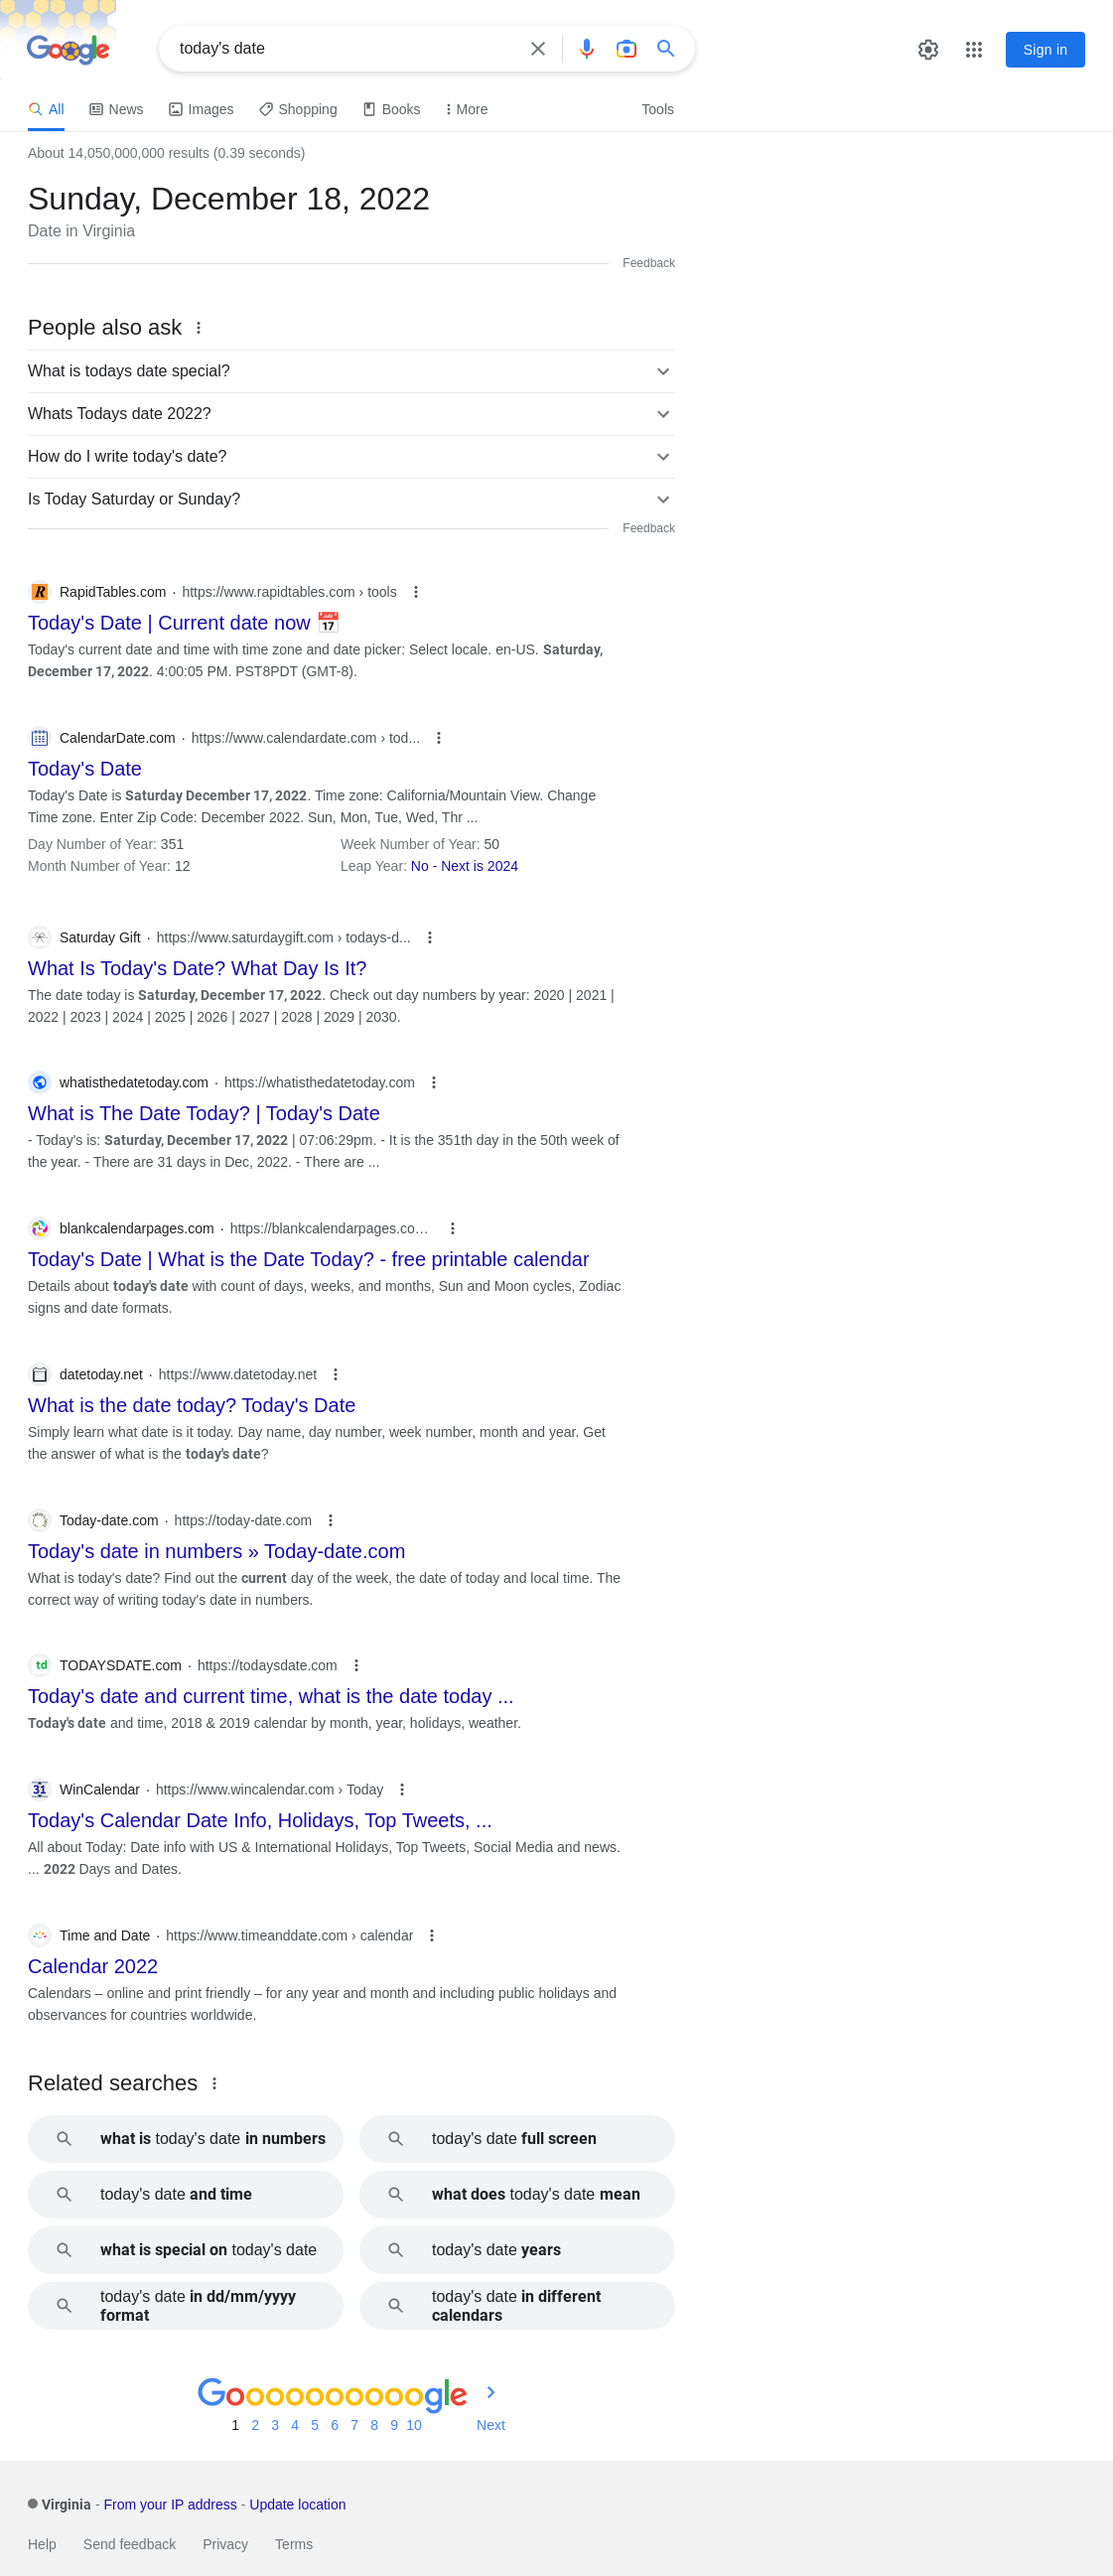 Google
today's date
Sign in
All
News
Images
Shopping
Books
More
Tools
About 14,050,000,000 results (0.39 seconds)
Sunday, December 18, 2022
Date in Virginia
Feedback
People also ask
What is todays date special?
Whats Todays date 2022?
How do I write today's date?
Is Today Saturday or Sunday?
Feedback
RapidTables.com · https://www.rapidtables.com › tools
Today's Date | Current date now 📅
Today's current date and time with time zone and date picker: Select locale. en-US. Saturday,
December 17, 2022. 4:00:05 PM. PST8PDT (GMT-8).
CalendarDate.com · https://www.calendardate.com › tod...
Today's Date
Today's Date is Saturday December 17, 2022. Time zone: California/Mountain View. Change
Time zone. Enter Zip Code: December 2022. Sun, Mon, Tue, Wed, Thr ...
Day Number of Year: 351
Week Number of Year: 50
Month Number of Year: 12
Leap Year: No - Next is 2024
Saturday Gift · https://www.saturdaygift.com › todays-d...
What Is Today's Date? What Day Is It?
The date today is Saturday, December 17, 2022. Check out day numbers by year: 2020 | 2021 |
2022 | 2023 | 2024 | 2025 | 2026 | 2027 | 2028 | 2029 | 2030.
whatisthedatetoday.com · https://whatisthedatetoday.com
What is The Date Today? | Today's Date
- Today's is: Saturday, December 17, 2022 | 07:06:29pm. - It is the 351th day in the 50th week of
the year. - There are 31 days in Dec, 2022. - There are ...
blankcalendarpages.com · https://blankcalendarpages.co…
Today's Date | What is the Date Today? - free printable calendar
Details about today's date with count of days, weeks, and months, Sun and Moon cycles, Zodiac
signs and date formats.
datetoday.net · https://www.datetoday.net
What is the date today? Today's Date
Simply learn what date is it today. Day name, day number, week number, month and year. Get
the answer of what is the today's date?
Today-date.com · https://today-date.com
Today's date in numbers » Today-date.com
What is today's date? Find out the current day of the week, the date of today and local time. The
correct way of writing today's date in numbers.
td TODAYSDATE.com · https://todaysdate.com
Today's date and current time, what is the date today ...
Today's date and time, 2018 & 2019 calendar by month, year, holidays, weather.
31 WinCalendar · https://www.wincalendar.com › Today
Today's Calendar Date Info, Holidays, Top Tweets, ...
All about Today: Date info with US & International Holidays, Top Tweets, Social Media and news.
... 2022 Days and Dates.
Time and Date · https://www.timeanddate.com › calendar
Calendar 2022
Calendars – online and print friendly – for any year and month and including public holidays and
observances for countries worldwide.
Related searches
what is today's date in numbers
today's date full screen
today's date and time
what does today's date mean
what is special on today's date
today's date years
today's date in dd/mm/yyyy
format
today's date in different
calendars
Goooooooooogle
1 2 3 4 5 6 7 8 9 10 Next
Virginia - From your IP address - Update location
Help Send feedback Privacy Terms